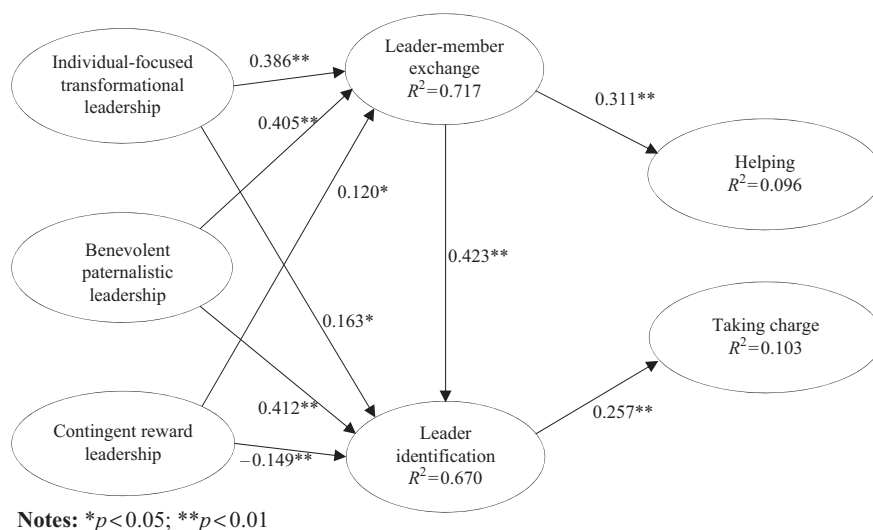 Individual-focused
transformational
leadership
0.386**
Leader-member
exchange
R²=0.717
0.311**
0.405**
Helping
R²=0.096
0.120*
Benevolent
paternalistic
leadership
0.423**
0.163*
Taking charge
R²=0.103
0.412**
0.257**
Contingent reward
leadership
−0.149**
Leader
identification
R²=0.670
Notes: *p<0.05; **p<0.01